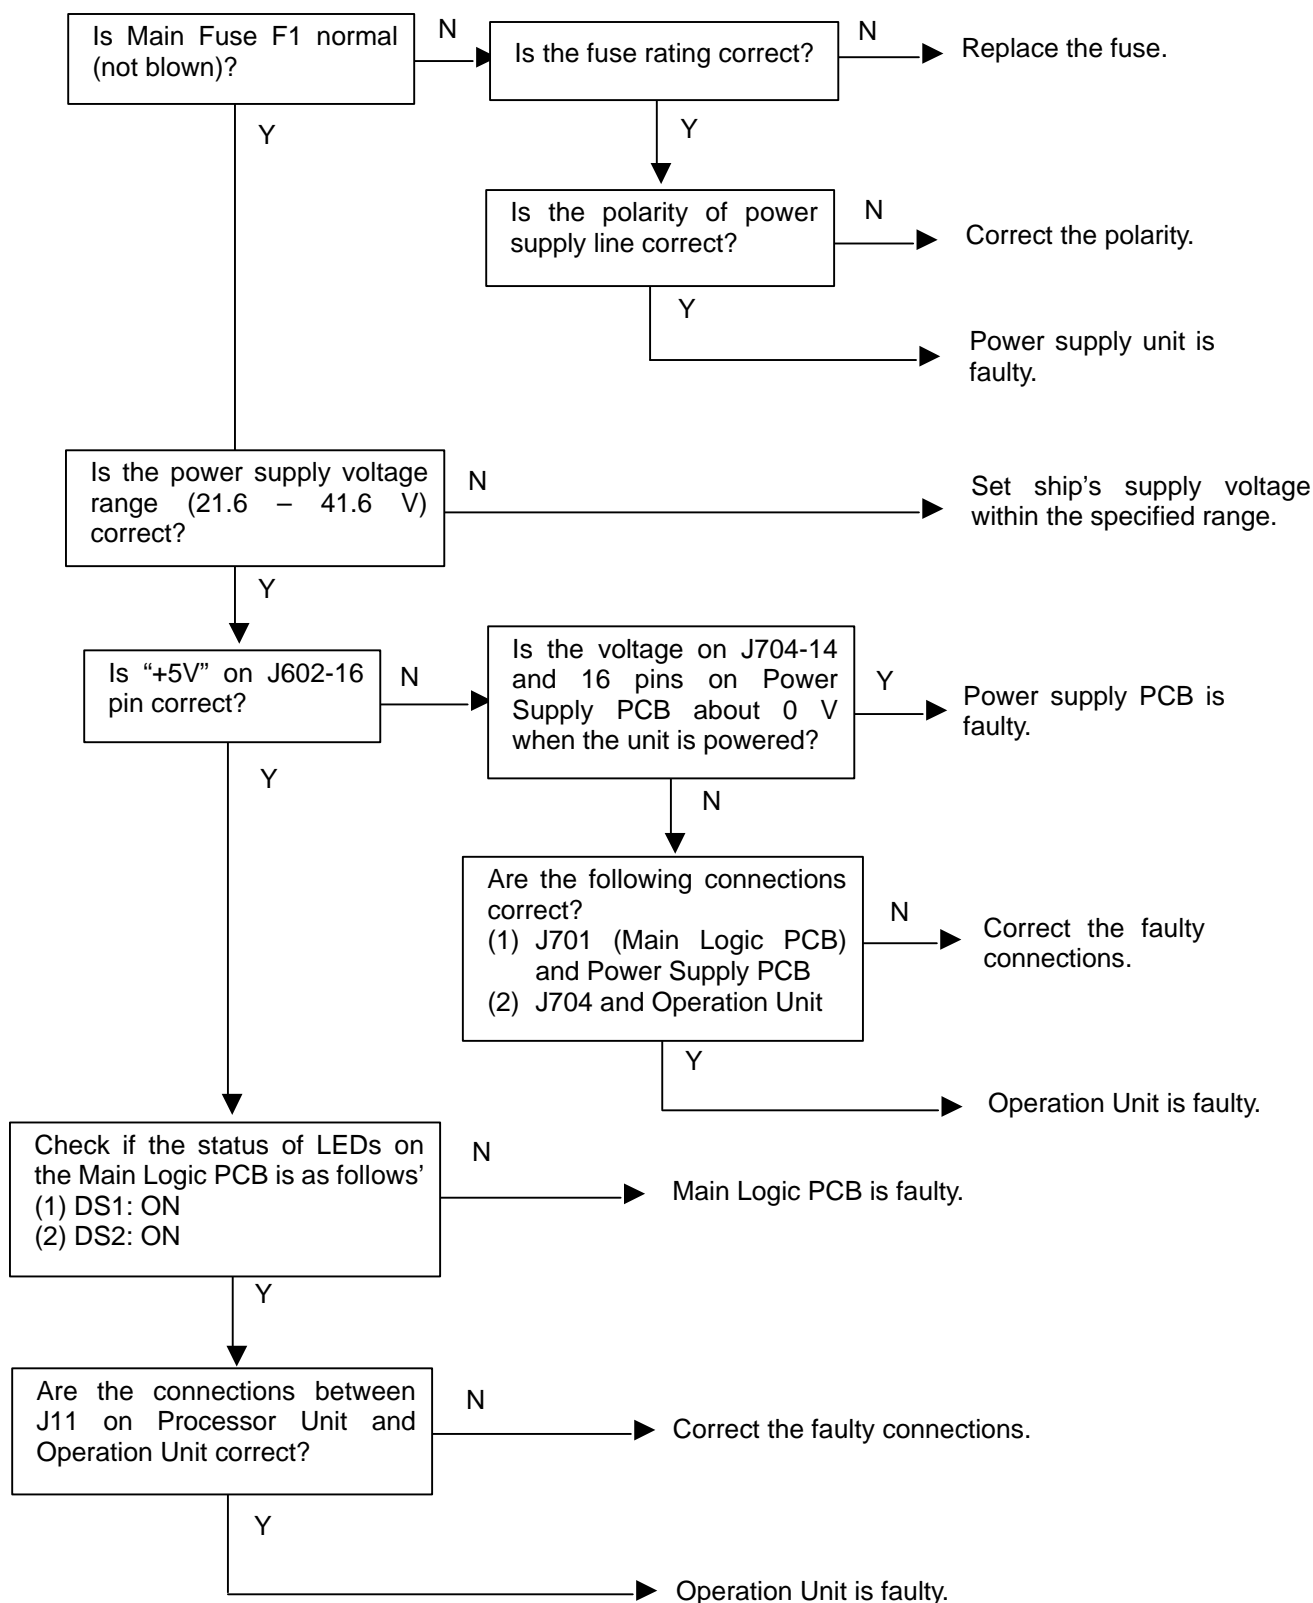 Is Main Fuse F1 normal
(not blown)?
N
Is the fuse rating correct?
N
Replace the fuse.
Y
Y
Is the polarity of power
supply line correct?
N
Correct the polarity.
Y
Power supply unit is
faulty.
Is the power supply voltage
range (21.6 – 41.6 V)
correct?
N
Set ship's supply voltage
within the specified range.
Y
Is “+5V” on J602-16
pin correct?
N
Is the voltage on J704-14
and 16 pins on Power
Supply PCB about 0 V
when the unit is powered?
Y
Power supply PCB is
faulty.
Y
N
Are the following connections
correct?
(1) J701 (Main Logic PCB)
and Power Supply PCB
(2) J704 and Operation Unit
N
Correct the faulty
connections.
Y
Operation Unit is faulty.
Check if the status of LEDs on
the Main Logic PCB is as follows’
(1) DS1: ON
(2) DS2: ON
N
Main Logic PCB is faulty.
Y
Are the connections between
J11 on Processor Unit and
Operation Unit correct?
N
Correct the faulty connections.
Y
Operation Unit is faulty.